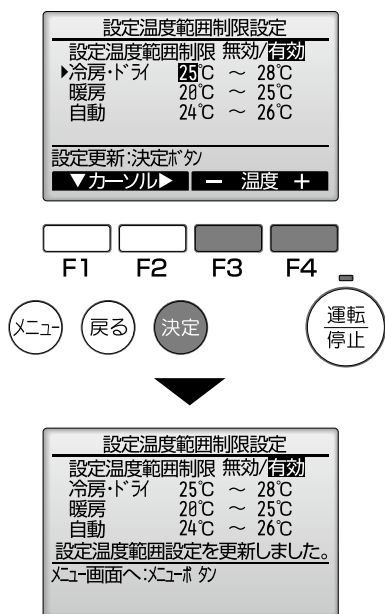 設定温度範囲制限設定
設定温度範囲制限 無効/有効
▶冷房・ドライ 25℃ ～ 28℃
暖房 20℃ ～ 25℃
自動 24℃ ～ 26℃
設定更新:決定ボタン
▼カーソル▶ － 温度 ＋
F1 F2 F3 F4
メニュー 戻る 決定 運転
停止
設定温度範囲制限設定
設定温度範囲制限 無効/有効
冷房・ドライ 25℃ ～ 28℃
暖房 20℃ ～ 25℃
自動 24℃ ～ 26℃
設定温度範囲設定を更新しました。
メニュー画面へ:メニューボタン